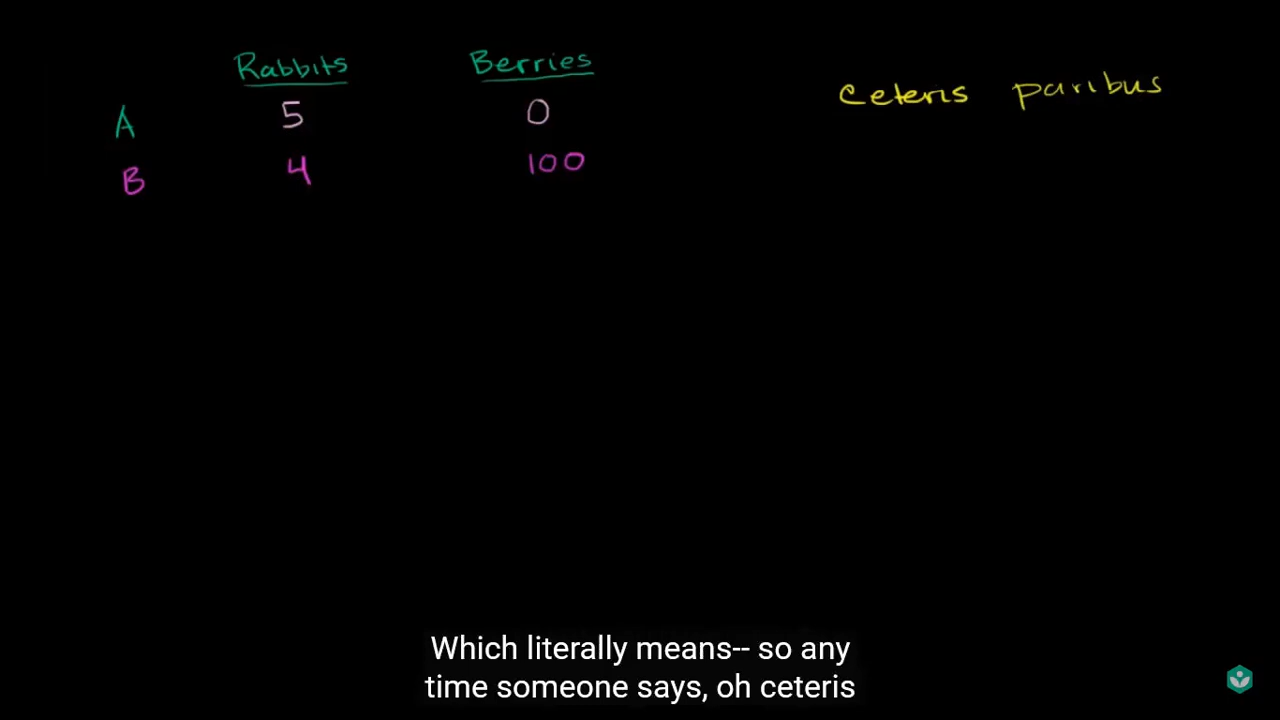 Rabbits Berries Ceteris paribus
A 5 0
B 4 100
Which literally means-- so any
time someone says, oh ceteris